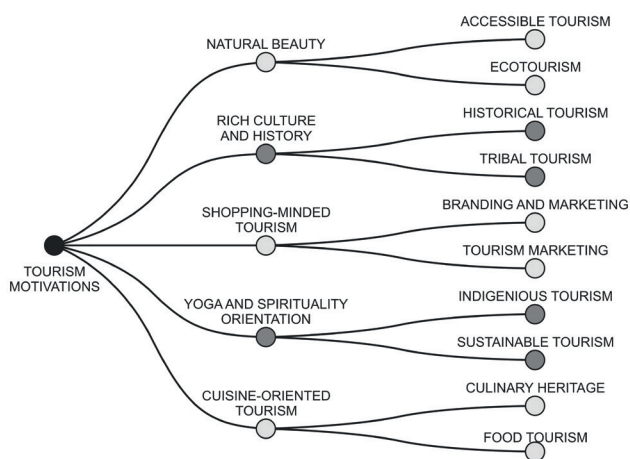 ACCESSIBLE TOURISM
NATURAL BEAUTY
ECOTOURISM
HISTORICAL TOURISM
RICH CULTURE
AND HISTORY
TRIBAL TOURISM
BRANDING AND MARKETING
SHOPPING-MINDED
TOURISM
TOURISM MARKETING
TOURISM
MOTIVATIONS
INDIGENIOUS TOURISM
YOGA AND SPIRITUALITY
ORIENTATION
SUSTAINABLE TOURISM
CULINARY HERITAGE
CUISINE-ORIENTED
TOURISM
FOOD TOURISM